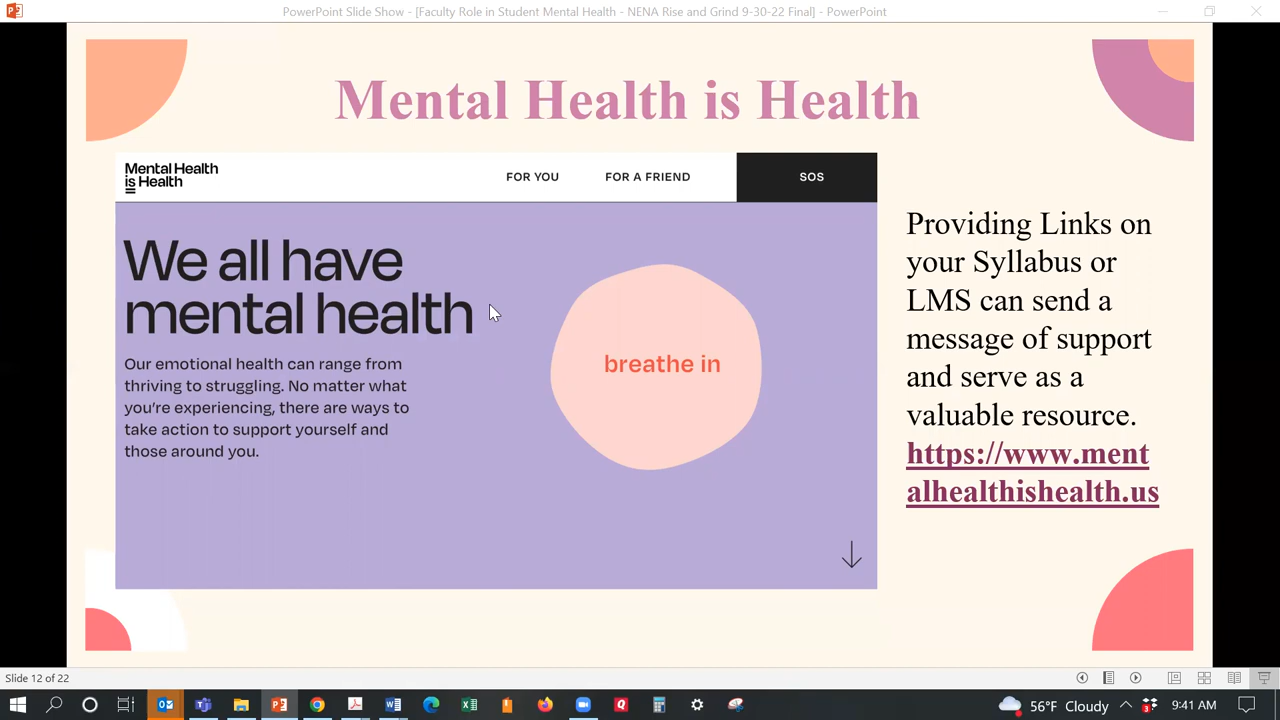 PowerPoint Slide Show - [Faculty Role in Student Mental Health - NENA Rise and Grind 9-30-22 Final] - PowerPoint
Mental Health is Health
Mental Health
is Health
FOR YOU
FOR A FRIEND
SOS
We all have
mental health
Our emotional health can range from
thriving to struggling. No matter what
you're experiencing, there are ways to
take action to support yourself and
those around you.
breathe in
Providing Links on
your Syllabus or
LMS can send a
message of support
and serve as a
valuable resource.
https://www.ment
alhealthishealth.us
Slide 12 of 22
56°F Cloudy
3
9:41 AM